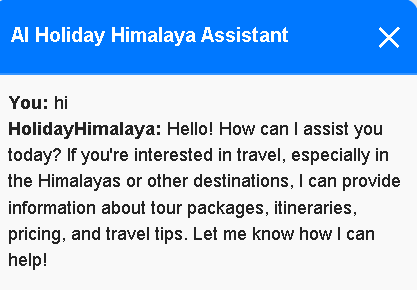 AI Holiday Himalaya Assistant
You: hi
HolidayHimalaya: Hello! How can I assist you
today? If you're interested in travel, especially in
the Himalayas or other destinations, I can provide
information about tour packages, itineraries,
pricing, and travel tips. Let me know how I can
help!